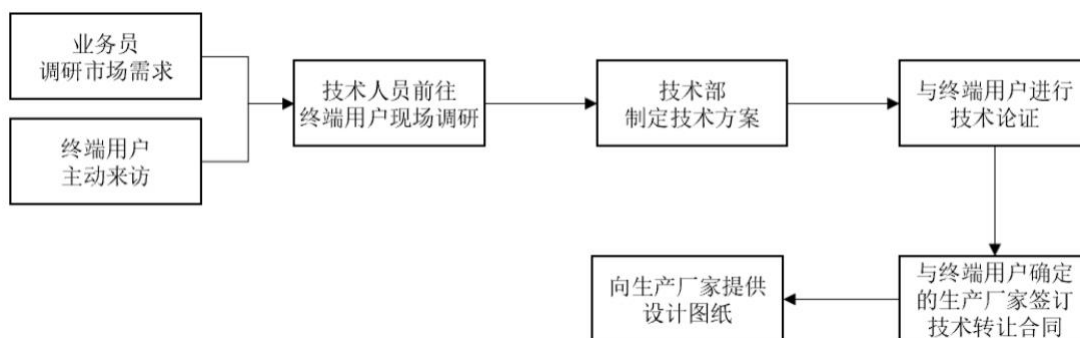 业务员
调研市场需求
终端用户
主动来访
技术人员前往
终端用户现场调研
技术部
制定技术方案
与终端用户进行
技术论证
与终端用户确定
的生产厂家签订
技术转让合同
向生产厂家提供
设计图纸